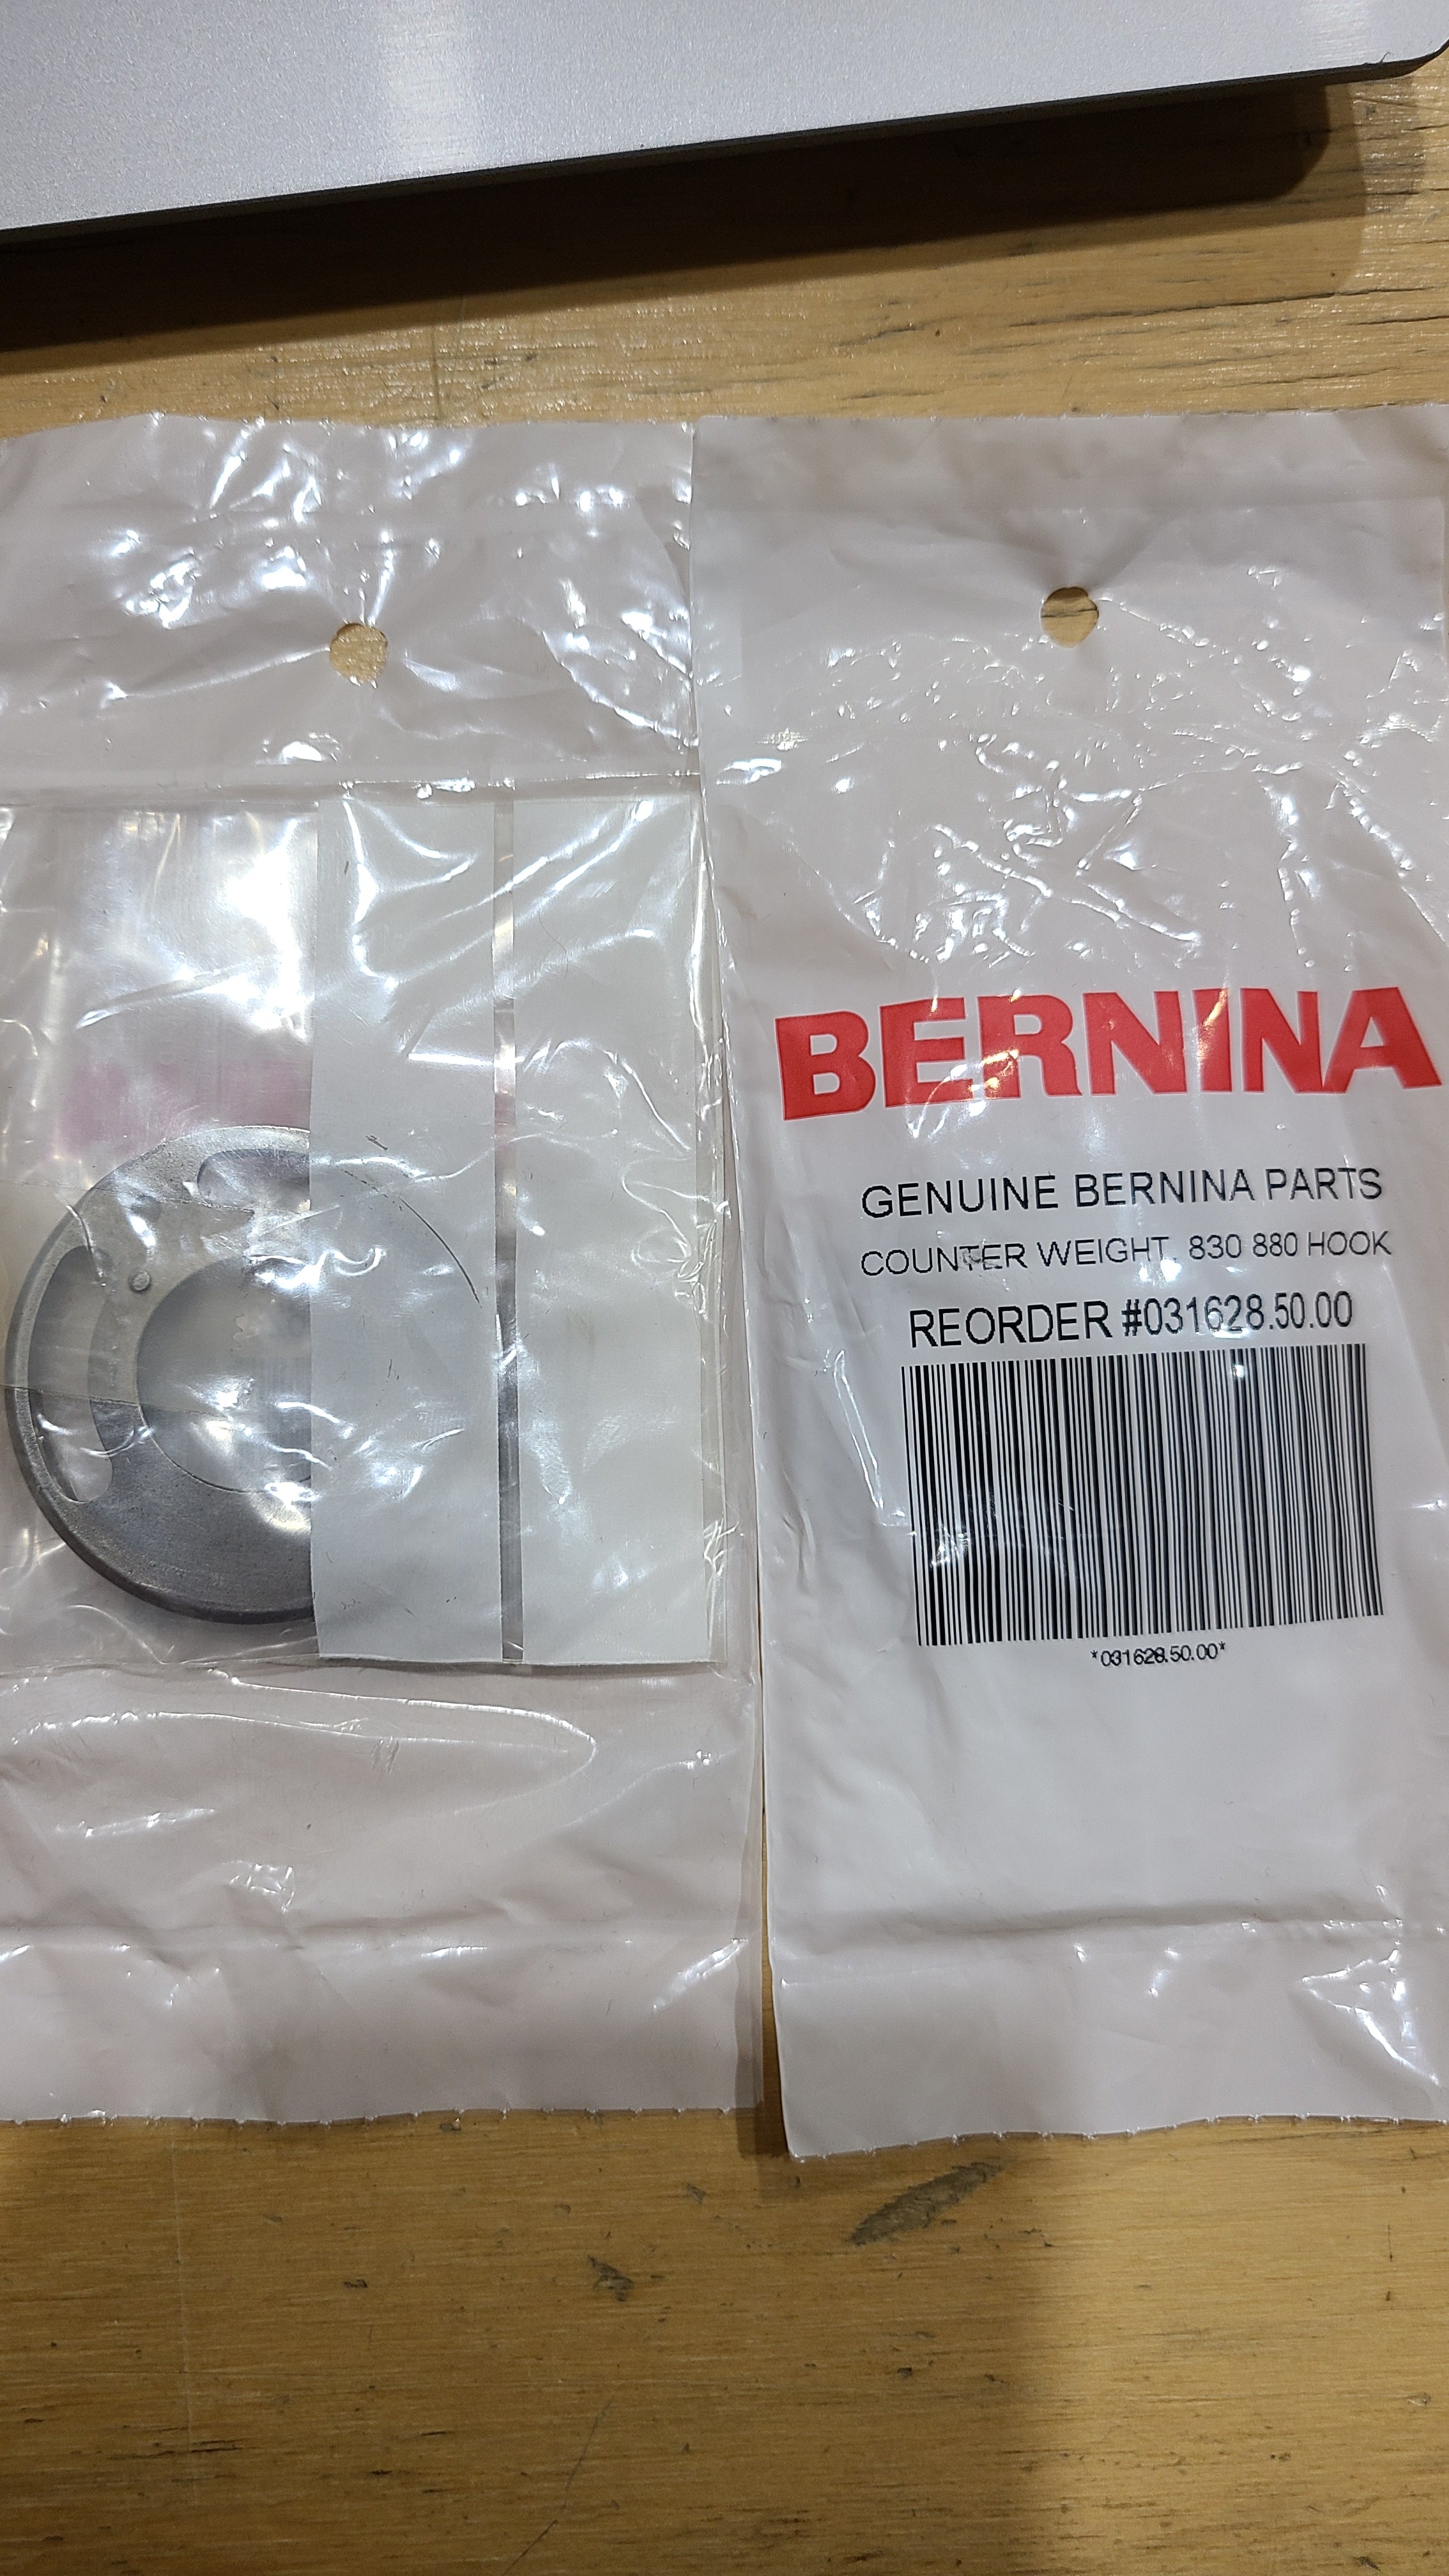 BERNINA
GENUINE BERNINA PARTS
COUNTER WEIGHT, 830 880 HOOK
REORDER #031628.50.00
*031628.50.00*